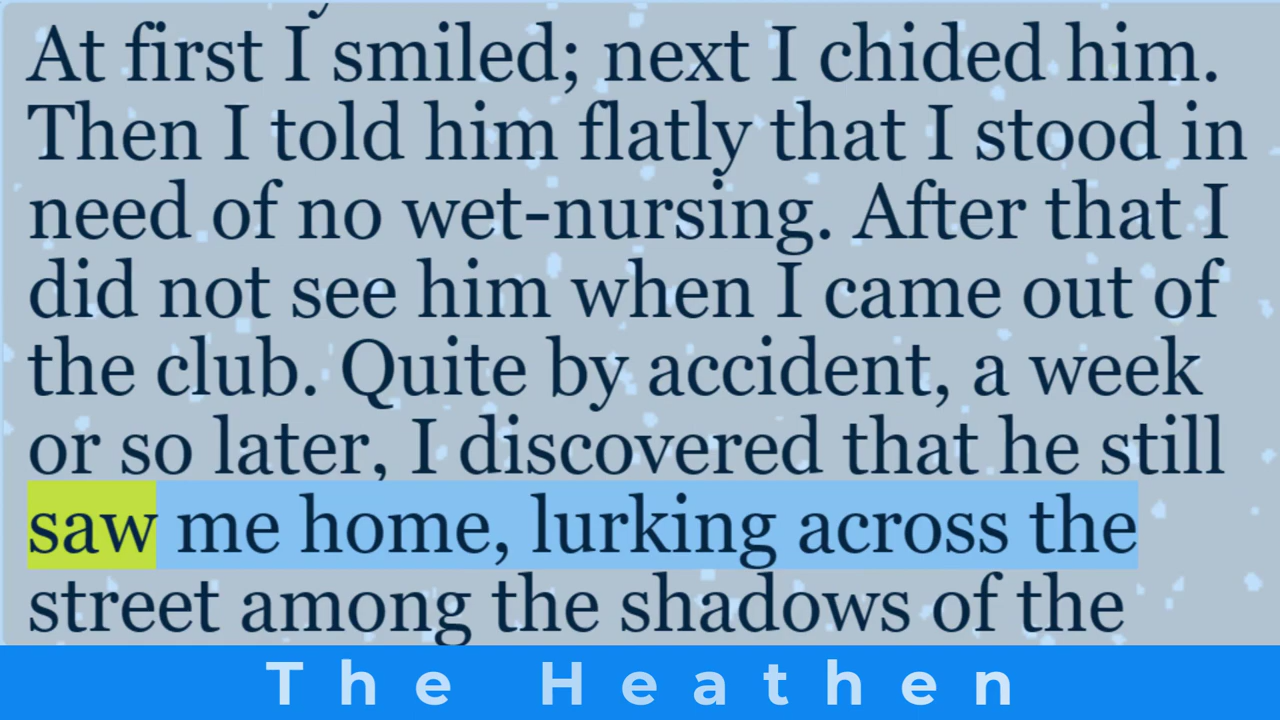 At first I smiled; next I chided him.
Then I told him flatly that I stood in
need of no wet-nursing. After that I
did not see him when I came out of
the club. Quite by accident, a week
or so later, I discovered that he still
saw me home, lurking across the
street among the shadows of the
The Heathen